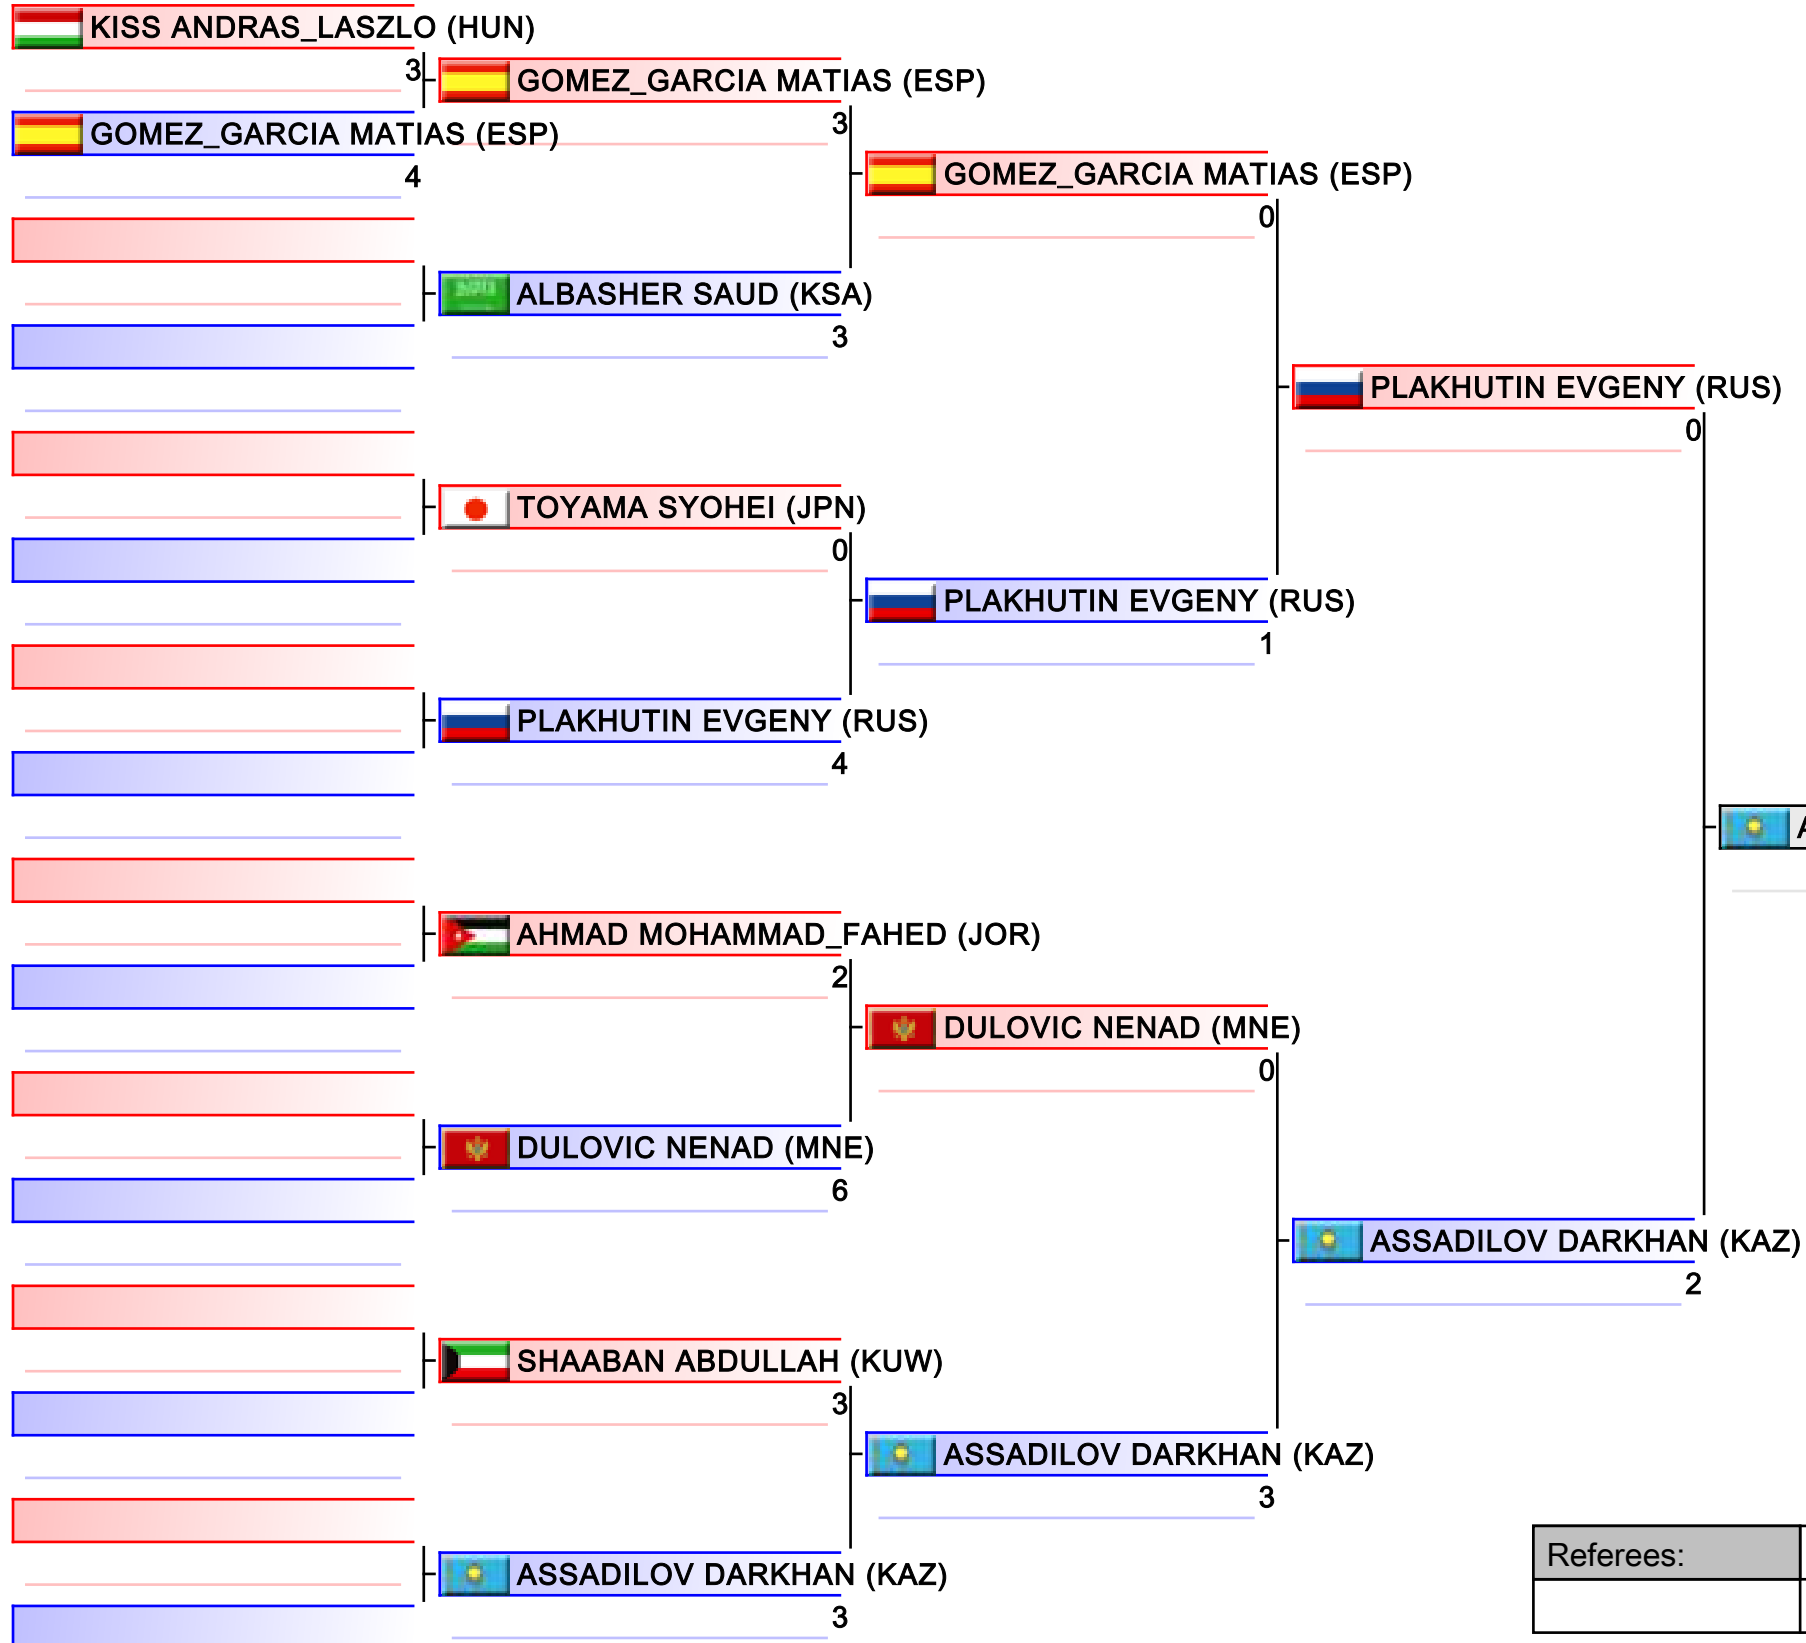 KISS ANDRAS_LASZLO (HUN)
3
GOMEZ_GARCIA MATIAS (ESP)
GOMEZ_GARCIA MATIAS (ESP)
3
4
GOMEZ_GARCIA MATIAS (ESP)
0
ALBASHER SAUD (KSA)
3
PLAKHUTIN EVGENY (RUS)
0
TOYAMA SYOHEI (JPN)
0
PLAKHUTIN EVGENY (RUS)
1
PLAKHUTIN EVGENY (RUS)
4
A
AHMAD MOHAMMAD_FAHED (JOR)
2
DULOVIC NENAD (MNE)
0
DULOVIC NENAD (MNE)
6
ASSADILOV DARKHAN (KAZ)
2
SHAABAN ABDULLAH (KUW)
3
ASSADILOV DARKHAN (KAZ)
3
ASSADILOV DARKHAN (KAZ)
3
Referees: